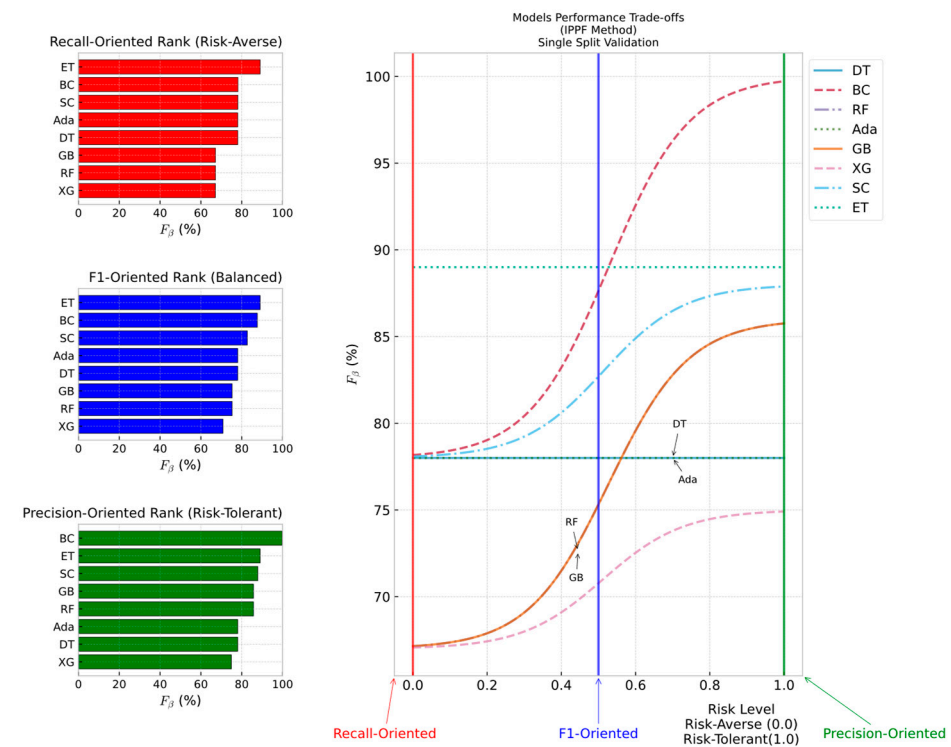 Recall-Oriented Rank (Risk-Averse)
ET
BC
SC
Ada
DT
GB
RF
XG
0 20 40 60 80 100
Fβ (%)
F1-Oriented Rank (Balanced)
ET
BC
SC
Ada
DT
GB
RF
XG
0 20 40 60 80 100
Fβ (%)
Precision-Oriented Rank (Risk-Tolerant)
BC
ET
SC
GB
RF
Ada
DT
XG
0 20 40 60 80 100
Fβ (%)
Models Performance Trade-offs
(IPPF Method)
Single Split Validation
100
95
90
85
80
75
70
Fβ (%)
DT
Ada
RF
GB
0.0 0.2 0.4 0.6 0.8 1.0
Risk Level
Risk-Averse (0.0)
Risk-Tolerant(1.0)
Recall-Oriented
F1-Oriented
Precision-Oriented
DT
BC
RF
Ada
GB
XG
SC
ET